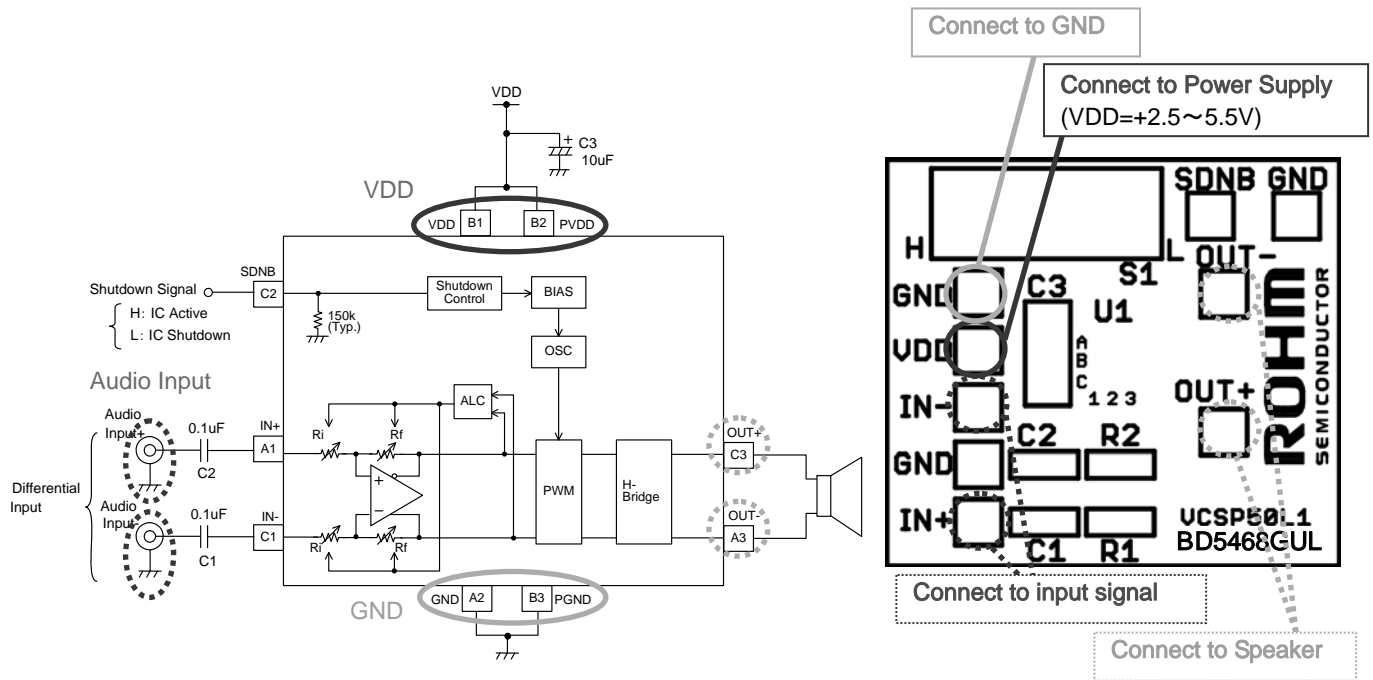 VDD
+
C3
10uF
VDD
VDD
B1
B2
PVDD
SDNB
Shutdown Signal
C2
H: IC Active
L: IC Shutdown
150k
(Typ.)
Shutdown
Control
BIAS
OSC
Audio Input
Audio
Input+
0.1uF
C2
IN+
A1
Ri
Rf
ALC
+
−
Differential
Input
Audio
Input-
0.1uF
C1
IN-
C1
Ri
Rf
PWM
H-
Bridge
OUT+
C3
OUT-
A3
GND
GND
A2
B3
PGND
Connect to GND
Connect to Power Supply
(VDD=+2.5～5.5V)
SDNB GND
H
L
S1
OUT-
GND
C3
U1
VDD
A
B
C
1 2 3
IN-
OUT+
GND
C2
R2
IN+
C1
R1
ROHM
SEMICONDUCTOR
VCSP50L1
BD5468GUL
Connect to input signal
Connect to Speaker